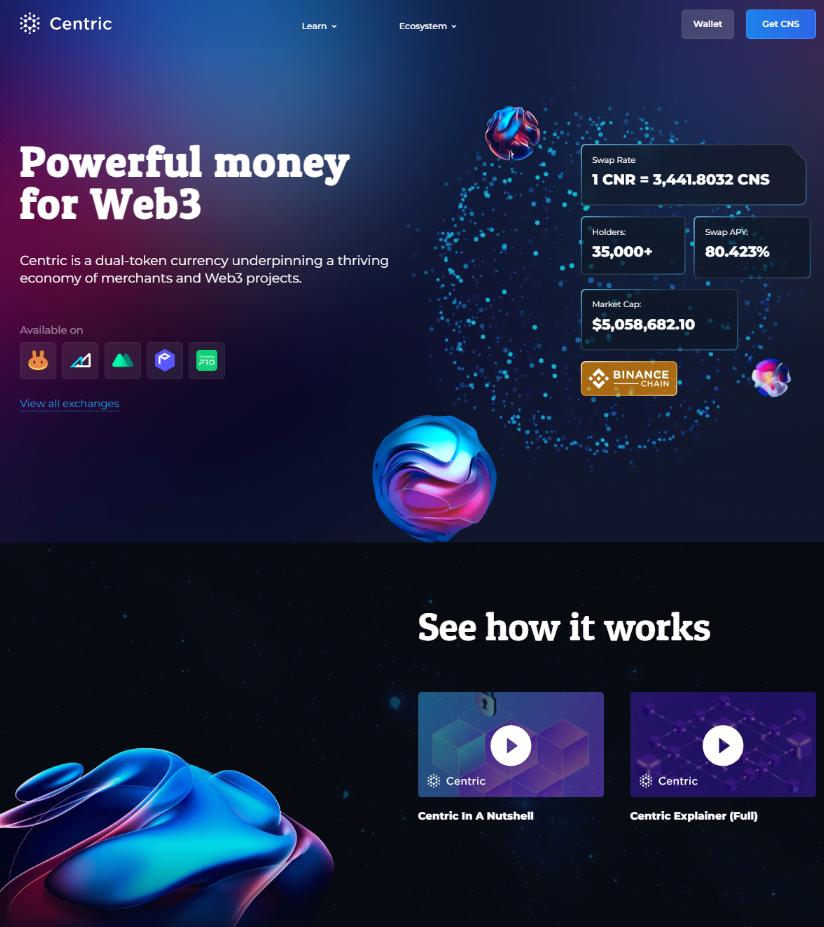 Centric
Learn
Ecosystem
Wallet
Get CNS
Powerful money
for Web3
Centric is a dual-token currency underpinning a thriving
economy of merchants and Web3 projects.
Available on
PRO
View all exchanges
Swap Rate
1 CNR = 3,441.8032 CNS
Holders:
35,000+
Swap APY:
80.423%
Market Cap:
$5,058,682.10
BINANCE
CHAIN
See how it works
Centric
Centric
Centric In A Nutshell
Centric Explainer (Full)